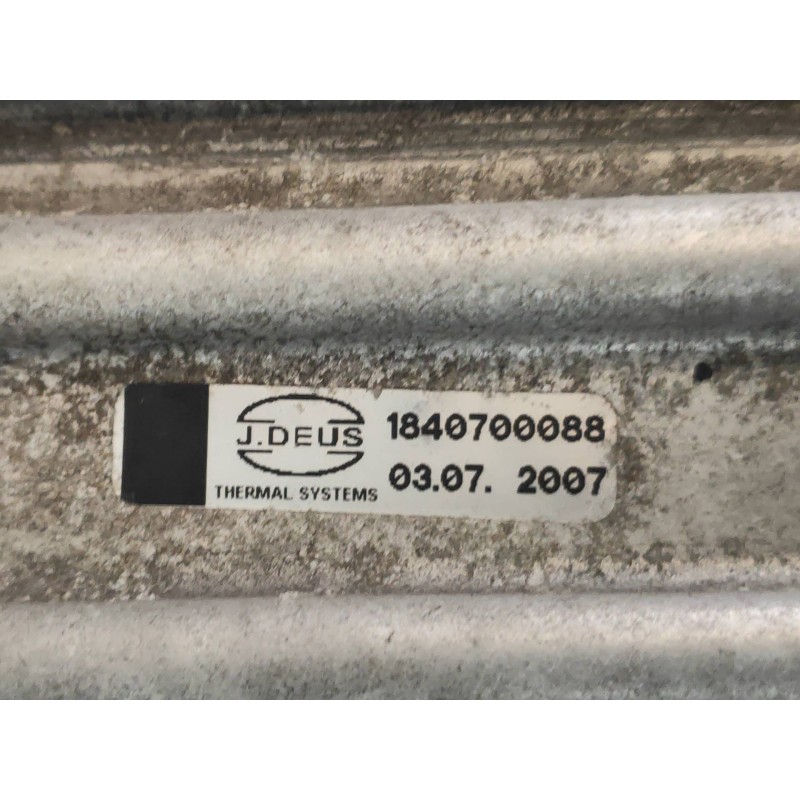 J.DEUS
THERMAL SYSTEMS
1840700088
03.07. 2007